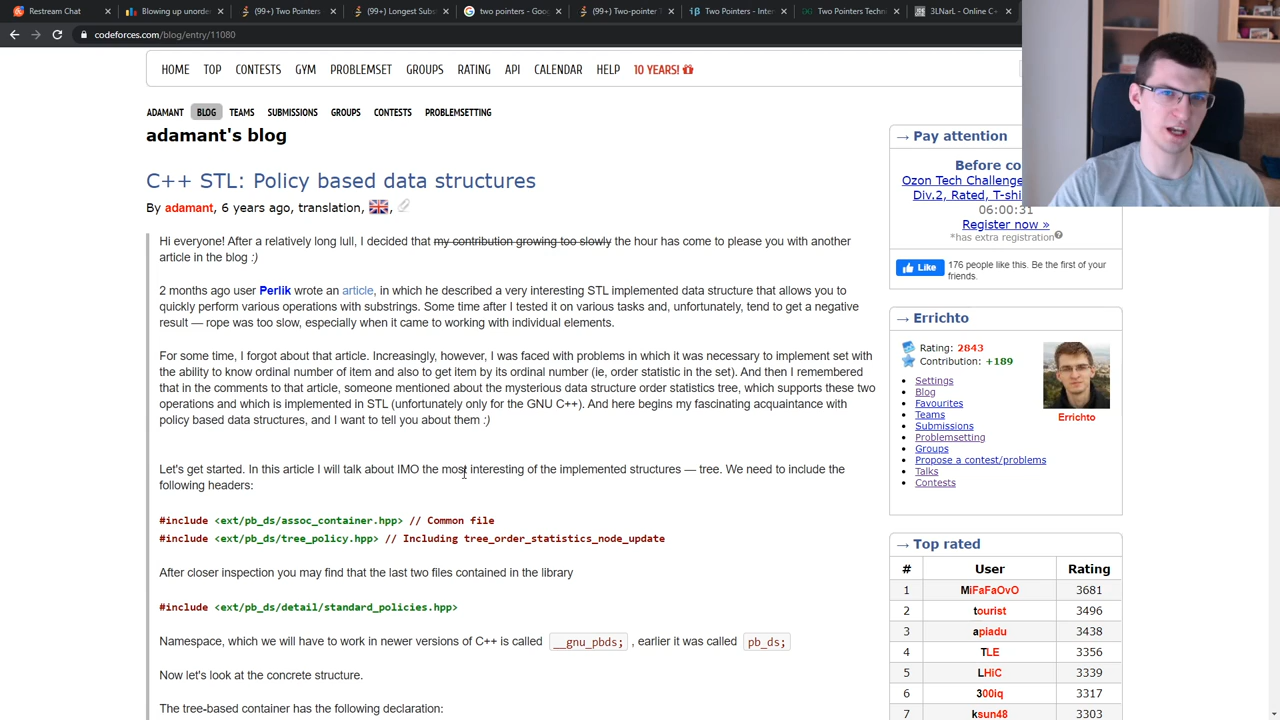 Restream Chat
Blowing up unorder
(99+) Two Pointers
(99+) Longest Subs
two pointers - Goo
(99+) Two-pointer T
Two Pointers - Inte
Two Pointers Techni
3LNarL - Online C+
codeforces.com/blog/entry/11080
HOME TOP CONTESTS GYM PROBLEMSET GROUPS RATING API CALENDAR HELP 10 YEARS!
ADAMANT BLOG TEAMS SUBMISSIONS GROUPS CONTESTS PROBLEMSETTING
adamant's blog
C++ STL: Policy based data structures
By adamant, 6 years ago, translation,
Hi everyone! After a relatively long lull, I decided that my contribution growing too slowly the hour has come to please you with another
article in the blog :)
2 months ago user Perlik wrote an article, in which he described a very interesting STL implemented data structure that allows you to
quickly perform various operations with substrings. Some time after I tested it on various tasks and, unfortunately, tend to get a negative
result — rope was too slow, especially when it came to working with individual elements.
For some time, I forgot about that article. Increasingly, however, I was faced with problems in which it was necessary to implement set with
the ability to know ordinal number of item and also to get item by its ordinal number (ie, order statistic in the set). And then I remembered
that in the comments to that article, someone mentioned about the mysterious data structure order statistics tree, which supports these two
operations and which is implemented in STL (unfortunately only for the GNU C++). And here begins my fascinating acquaintance with
policy based data structures, and I want to tell you about them :)
Let's get started. In this article I will talk about IMO the most interesting of the implemented structures — tree. We need to include the
following headers:
#include <ext/pb_ds/assoc_container.hpp> // Common file
#include <ext/pb_ds/tree_policy.hpp> // Including tree_order_statistics_node_update
After closer inspection you may find that the last two files contained in the library
#include <ext/pb_ds/detail/standard_policies.hpp>
Namespace, which we will have to work in newer versions of C++ is called __gnu_pbds; , earlier it was called pb_ds;
Now let's look at the concrete structure.
The tree-based container has the following declaration:
→ Pay attention
Before co
Ozon Tech Challenge
Div.2, Rated, T-shi
06:00:31
Register now »
*has extra registration?
Like 176 people like this. Be the first of your
friends.
→ Errichto
Rating: 2843
Contribution: +189
Settings
Blog
Favourites
Teams
Submissions
Problemsetting
Groups
Propose a contest/problems
Talks
Contests
Errichto
→ Top rated
# User Rating
1 MiFaFaOvO 3681
2 tourist 3496
3 apiadu 3438
4 TLE 3356
5 LHiC 3339
6 300iq 3317
7 ksun48 3303